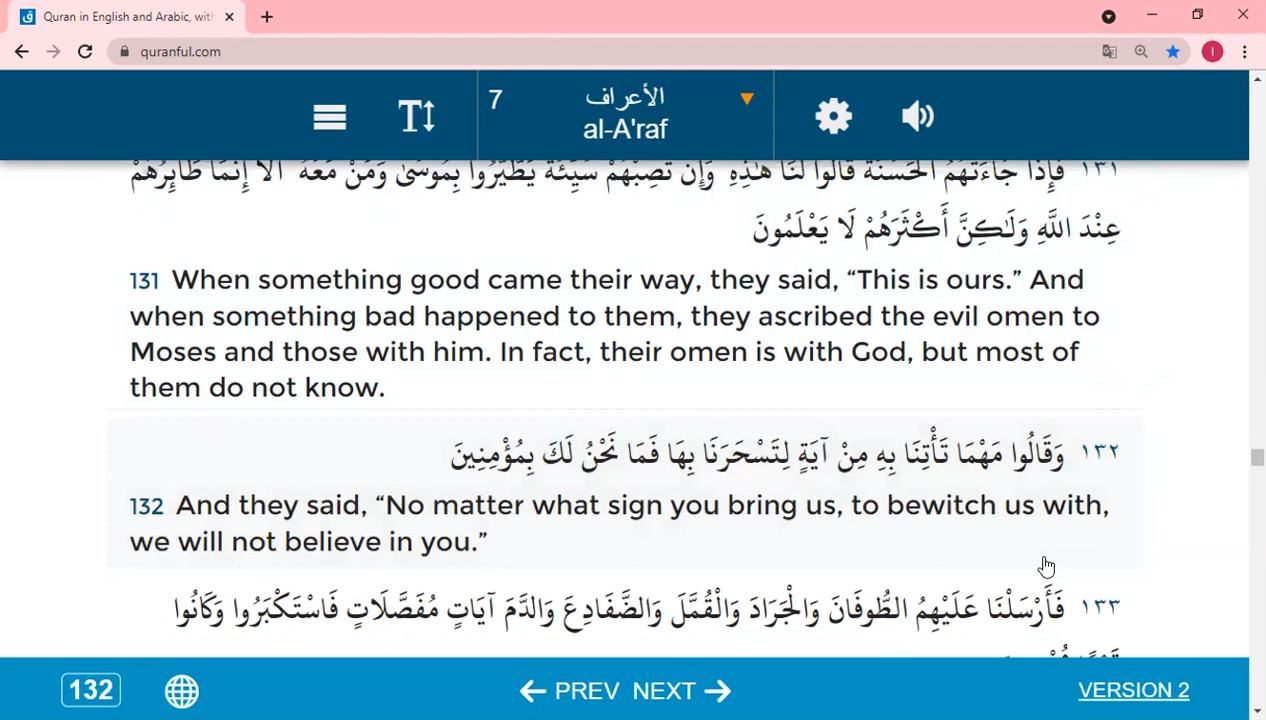 Quran in English and Arabic, with
quranful.com
7
الأعراف
al-A'raf
١٣١ فَإِذَا جَاءَتْهُمُ الْحَسَنَةُ قَالُوا لَنَا هَٰذِهِ وَإِن تُصِبْهُمْ سَيِّئَةٌ يَطَّيَّرُوا بِمُوسَىٰ وَمَنْ مَعَهُ أَلَا إِنَّمَا طَائِرُهُمْ
عِنْدَ اللَّهِ وَلَٰكِنَّ أَكْثَرَهُمْ لَا يَعْلَمُونَ
131 When something good came their way, they said, “This is ours.” And
when something bad happened to them, they ascribed the evil omen to
Moses and those with him. In fact, their omen is with God, but most of
them do not know.
١٣٢ وَقَالُوا مَهْمَا تَأْتِنَا بِهِ مِنْ آيَةٍ لِتَسْحَرَنَا بِهَا فَمَا نَحْنُ لَكَ بِمُؤْمِنِينَ
132 And they said, “No matter what sign you bring us, to bewitch us with,
we will not believe in you.”
١٣٣ فَأَرْسَلْنَا عَلَيْهِمُ الطُّوفَانَ وَالْجَرَادَ وَالْقُمَّلَ وَالضَّفَادِعَ وَالدَّمَ آيَاتٍ مُفَصَّلَاتٍ فَاسْتَكْبَرُوا وَكَانُوا
132
PREV NEXT
VERSION 2